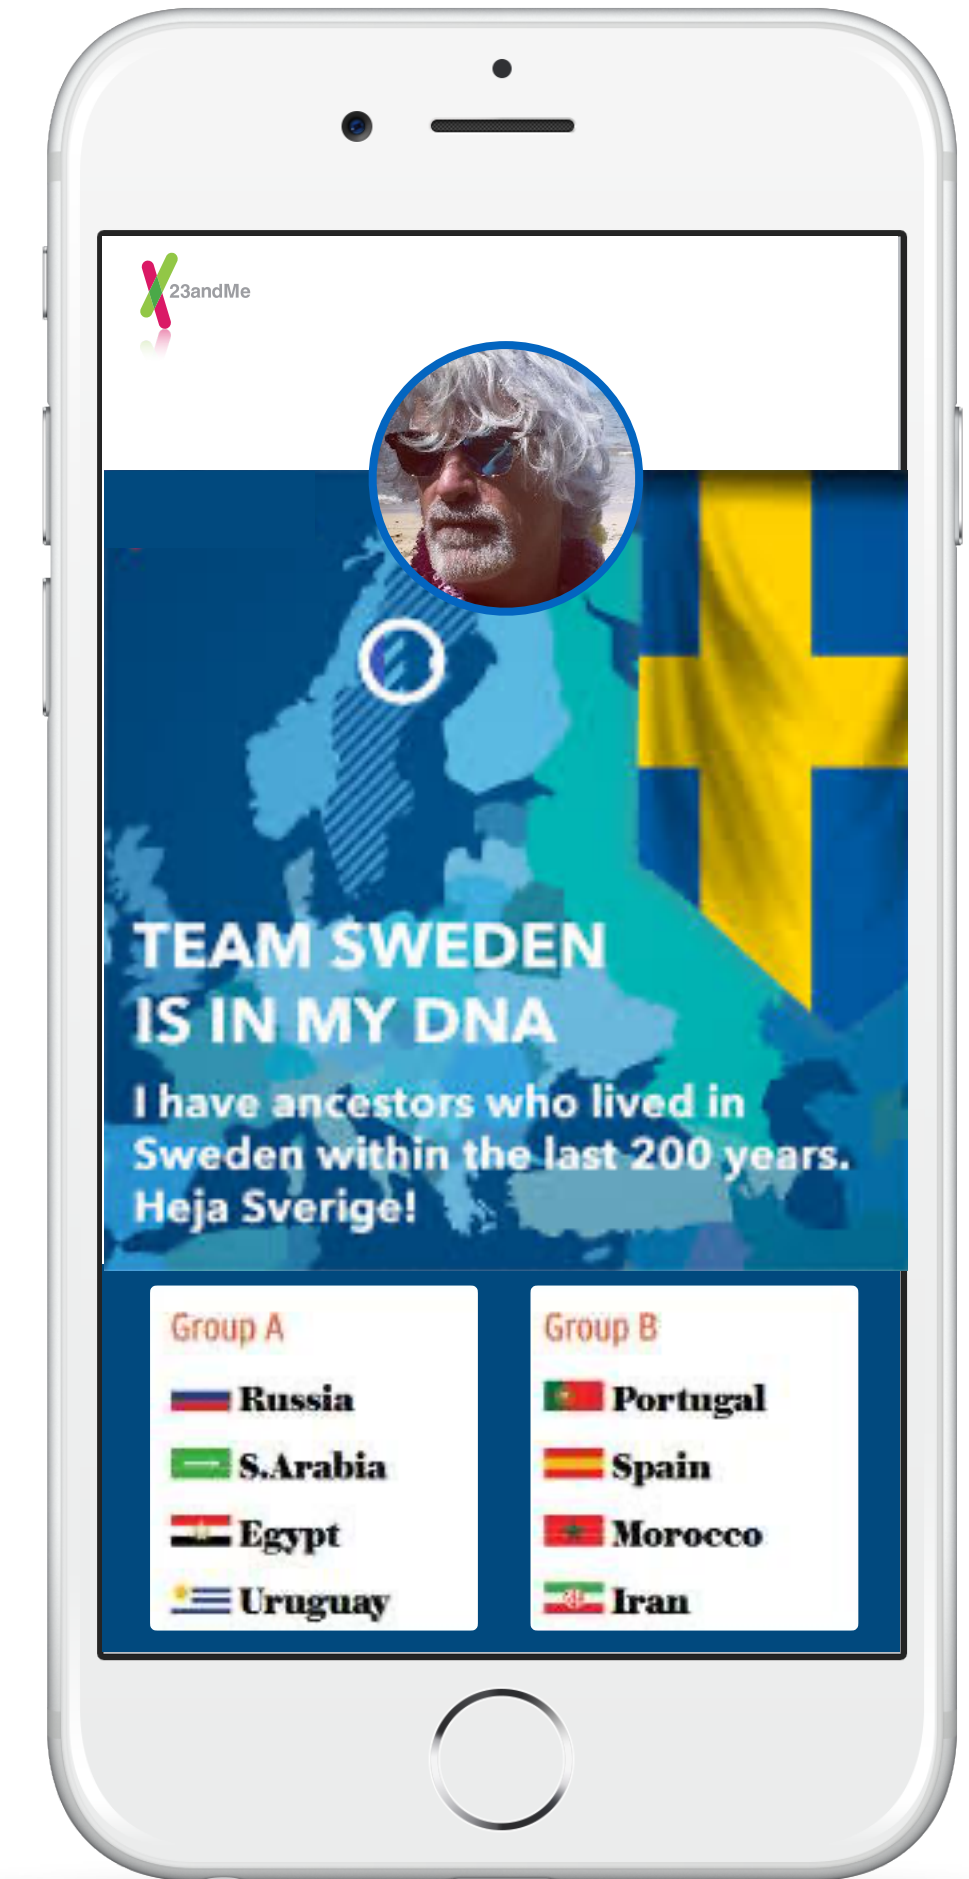 23andMe
TEAM SWEDEN
IS IN MY DNA
I have ancestors who lived in
Sweden within the last 200 years.
Heja Sverige!
Group A
Russia
S.Arabia
Egypt
Uruguay
Group B
Portugal
Spain
Morocco
Iran